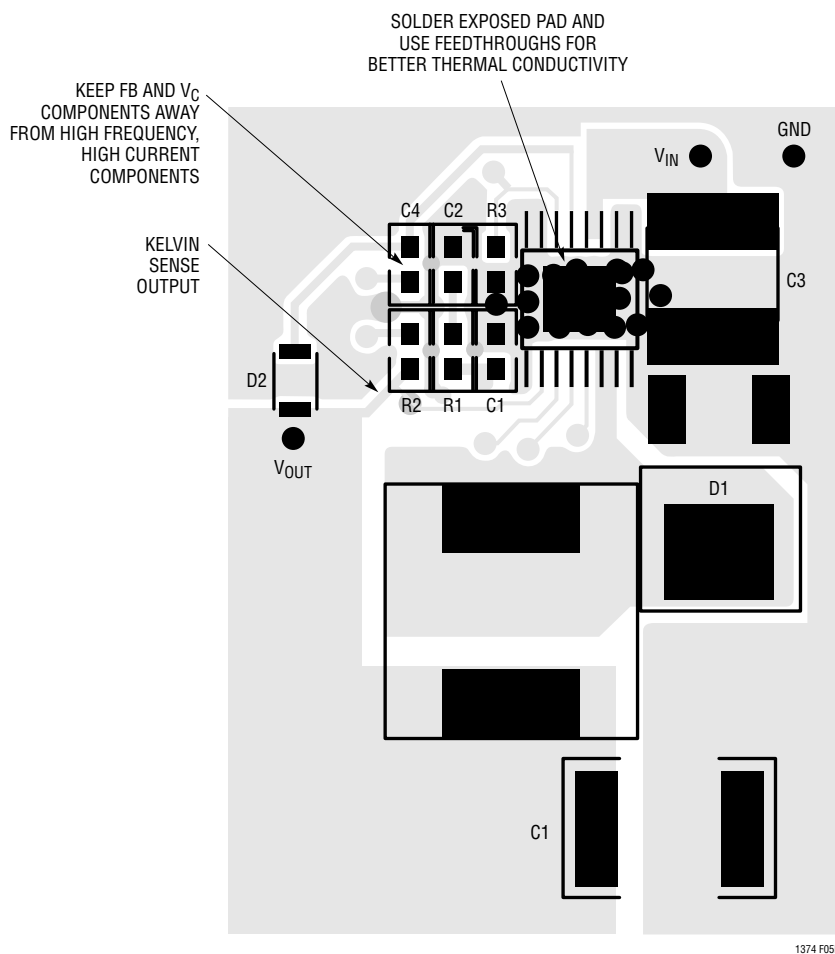 SOLDER EXPOSED PAD AND
USE FEEDTHROUGHS FOR
BETTER THERMAL CONDUCTIVITY
KEEP FB AND VC
COMPONENTS AWAY
FROM HIGH FREQUENCY,
HIGH CURRENT
COMPONENTS
GND
VIN
C4 C2 R3
KELVIN
SENSE
OUTPUT
C3
D2
R2 R1 C1
VOUT
D1
C1
1374 F05